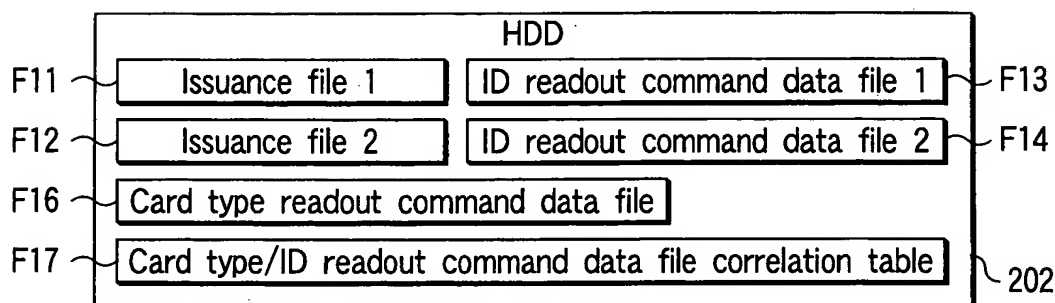 HDD
F11 Issuance file 1 ID readout command data file 1 F13
F12 Issuance file 2 ID readout command data file 2 F14
F16 Card type readout command data file
F17 Card type/ID readout command data file correlation table
202